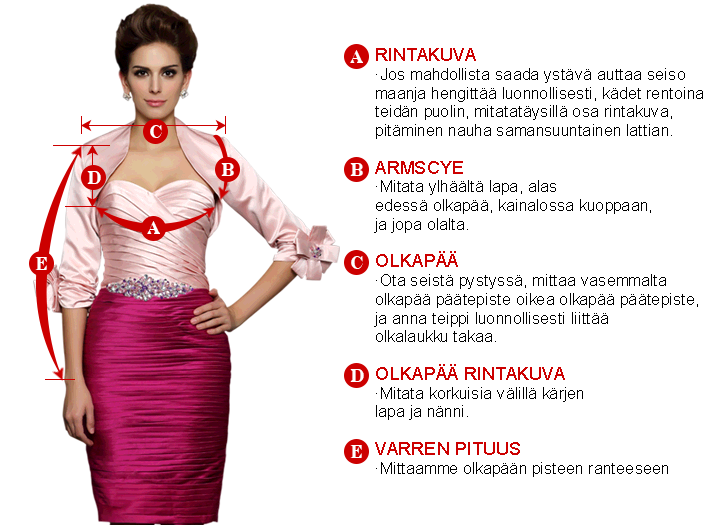 A RINTAKUVA
·Jos mahdollista saada ystävä auttaa seiso
maanja hengittää luonnollisesti, kädet rentoina
teidän puolin, mitatatäysillä osa rintakuva,
pitäminen nauha samansuuntainen lattian.
B ARMSCYE
·Mitata ylhäältä lapa, alas
edessä olkapää, kainalossa kuoppaan,
ja jopa olalta.
C OLKAPÄÄ
·Ota seistä pystyssä, mittaa vasemmalta
olkapää päätepiste oikea olkapää päätepiste,
ja anna teippi luonnollisesti liittää
olkalaukku takaa.
D OLKAPÄÄ RINTAKUVA
·Mitata korkuisia välillä kärjen
lapa ja nänni.
E VARREN PITUUS
·Mittaamme olkapään pisteen ranteeseen
C
B
D
A
E